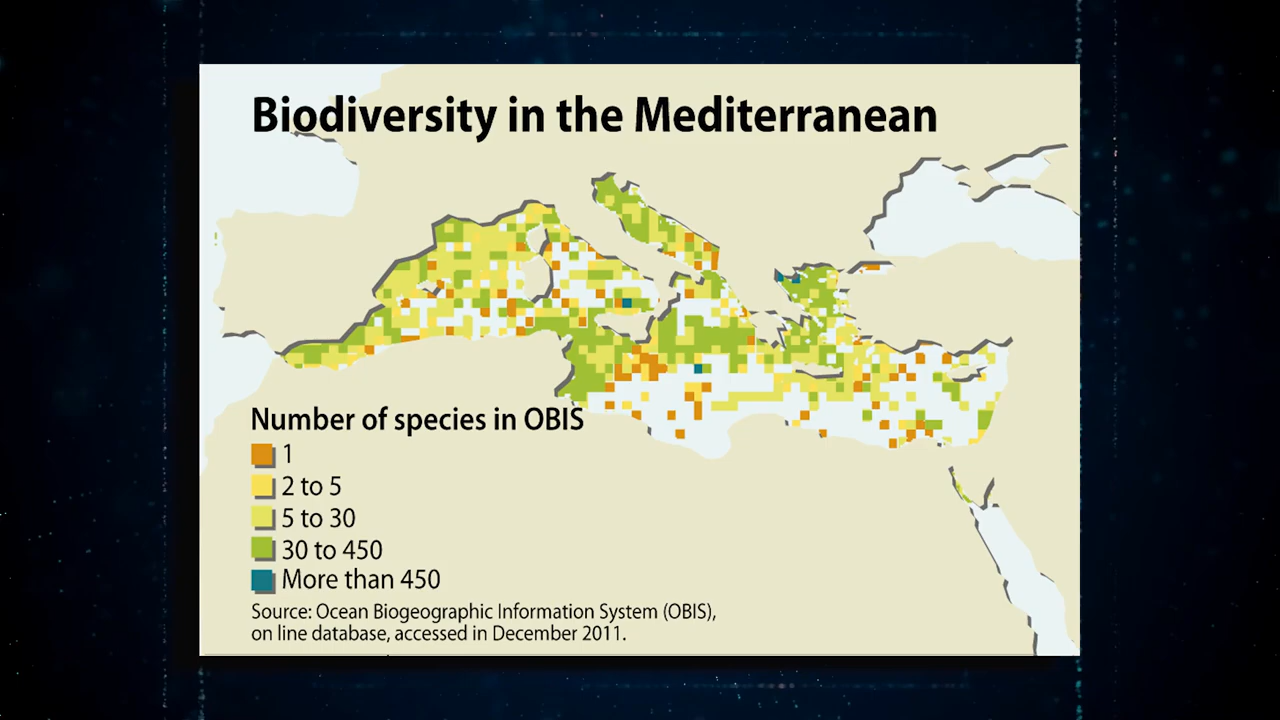 Biodiversity in the Mediterranean
Number of species in OBIS
1
2 to 5
5 to 30
30 to 450
More than 450
Source: Ocean Biogeographic Information System (OBIS),
on line database, accessed in December 2011.